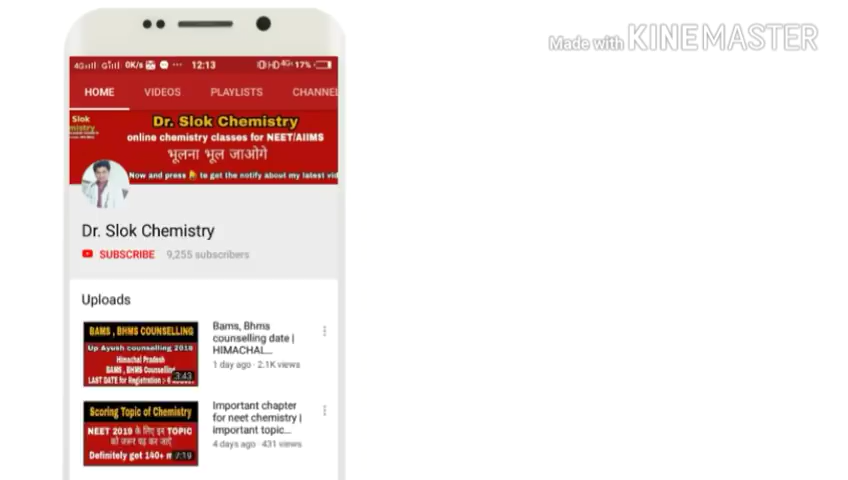 Made with KINEMASTER
12:13
17%
HOME VIDEOS PLAYLISTS CHANNEL
Slok
Dr. Slok Chemistry
online chemistry classes for NEET/AIIMS
भूलना भूल जाओगे
Now and press to get the notify about my latest vid
Dr. Slok Chemistry
SUBSCRIBE 9,255 subscribers
Uploads
BAMS , BHMS COUNSELLING
Up Ayush counselling 2018
Himachal Pradesh
BAMS , BHMS Counselling
LAST DATE for Registration :- 6
3:43
Bams, Bhms
counselling date |
HIMACHAL...
1 day ago · 2.1K views
Scoring Topic of Chemistry
NEET 2019 के लिए इन TOPIC
को जरूर पढ़ कर जाऐं
Definitely get 140+ m
7:19
Important chapter
for neet chemistry |
important topic...
4 days ago · 431 views